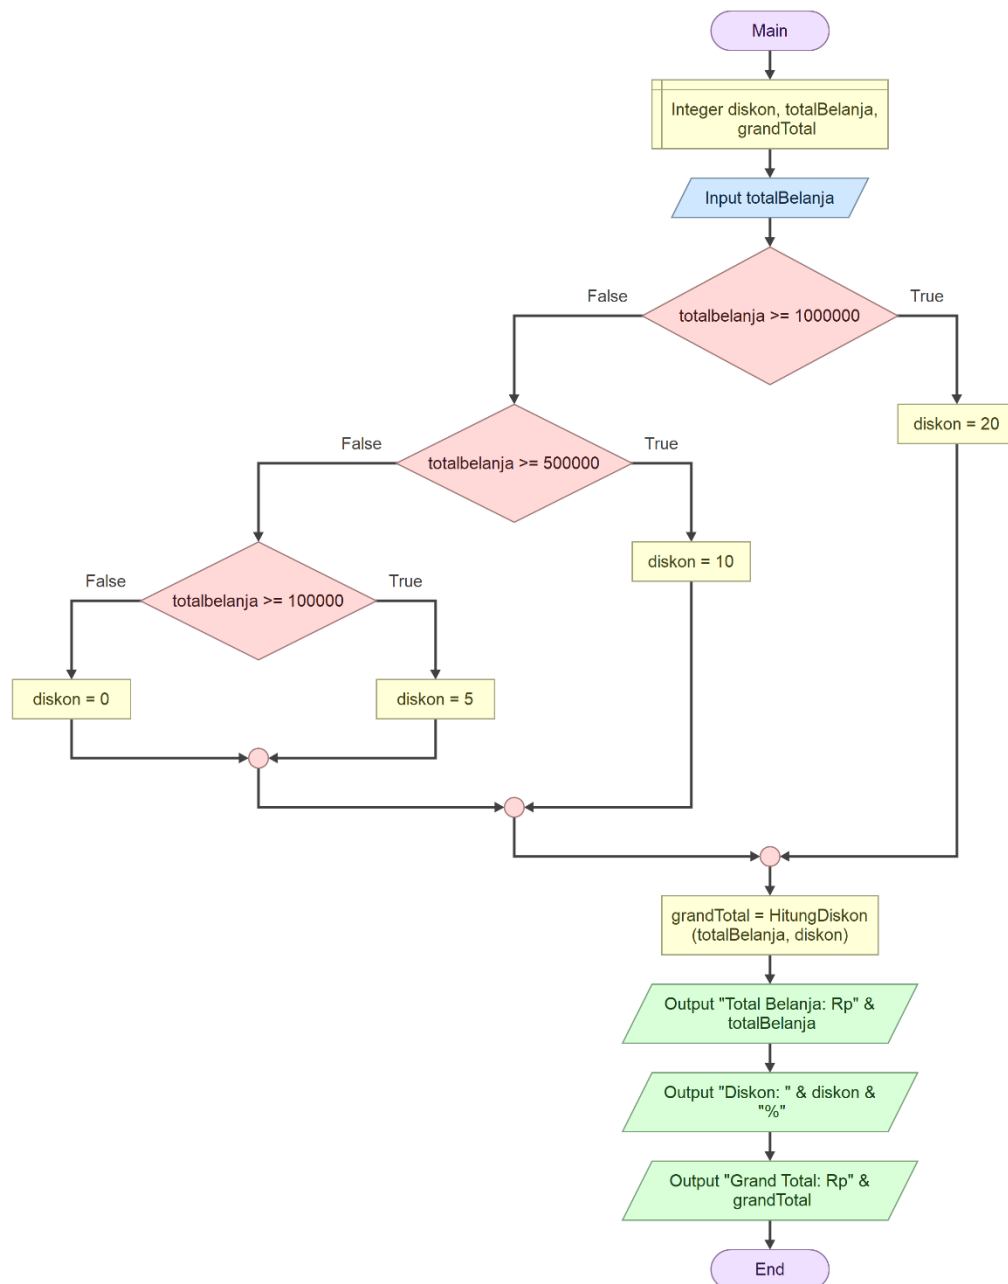 Main
Integer diskon, totalBelanja,
grandTotal
Input totalBelanja
False
True
totalbelanja >= 1000000
diskon = 20
False
True
totalbelanja >= 500000
diskon = 10
False
True
totalbelanja >= 100000
diskon = 0
diskon = 5
grandTotal = HitungDiskon
(totalBelanja, diskon)
Output "Total Belanja: Rp" &
totalBelanja
Output "Diskon: " & diskon &
"%"
Output "Grand Total: Rp" &
grandTotal
End